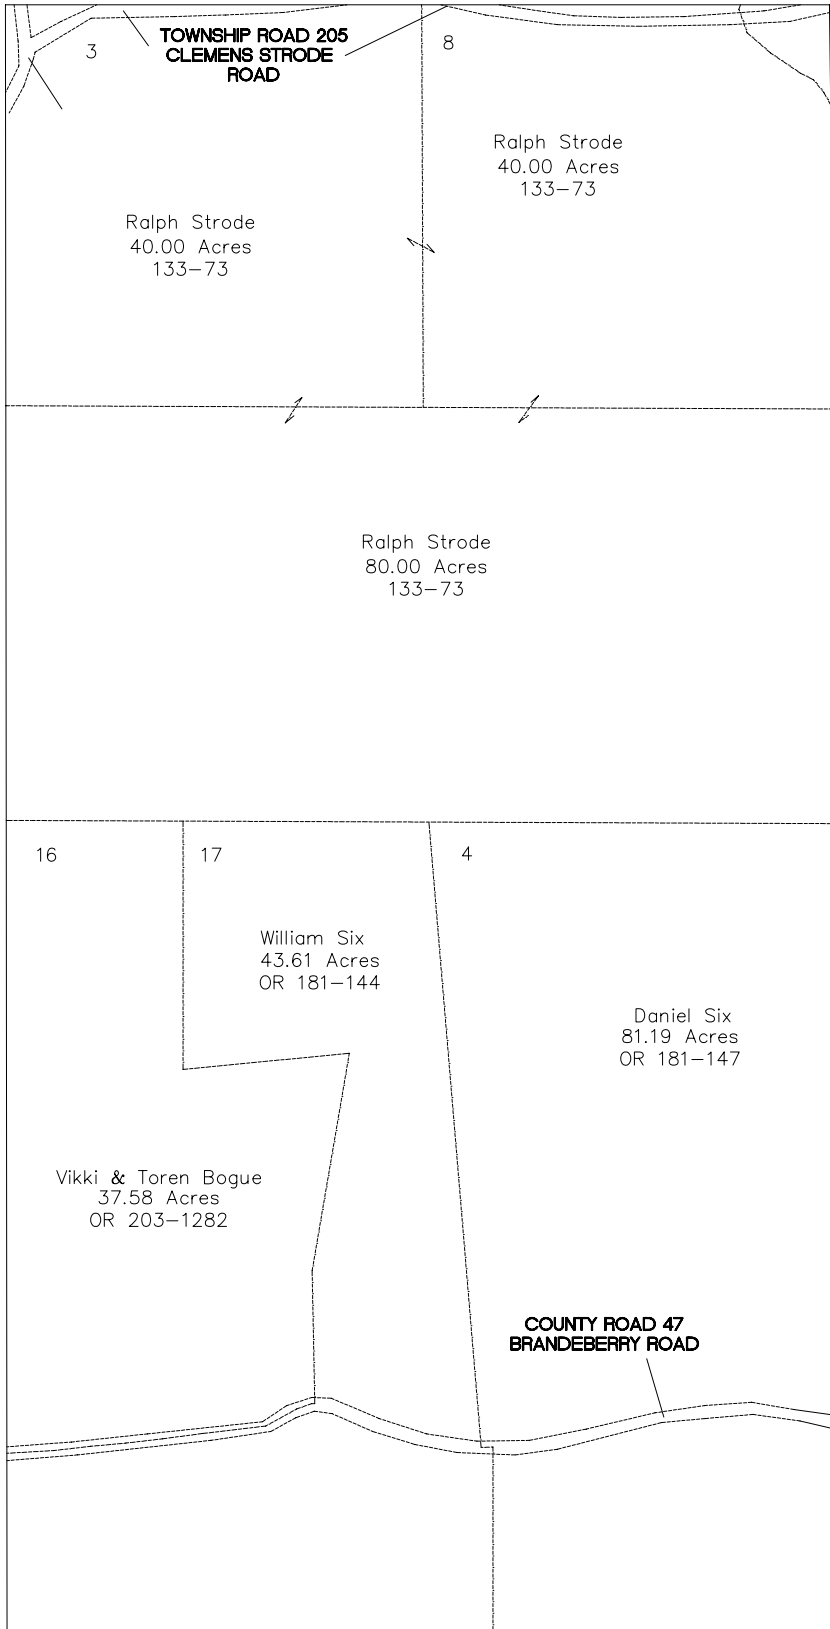 TOWNSHIP ROAD 205
CLEMENS STRODE
ROAD
3
8
Ralph Strode
40.00 Acres
133-73
Ralph Strode
40.00 Acres
133-73
Ralph Strode
80.00 Acres
133-73
16
17
4
William Six
43.61 Acres
OR 181-144
Daniel Six
81.19 Acres
OR 181-147
Vikki & Toren Bogue
37.58 Acres
OR 203-1282
COUNTY ROAD 47
BRANDEBERRY ROAD